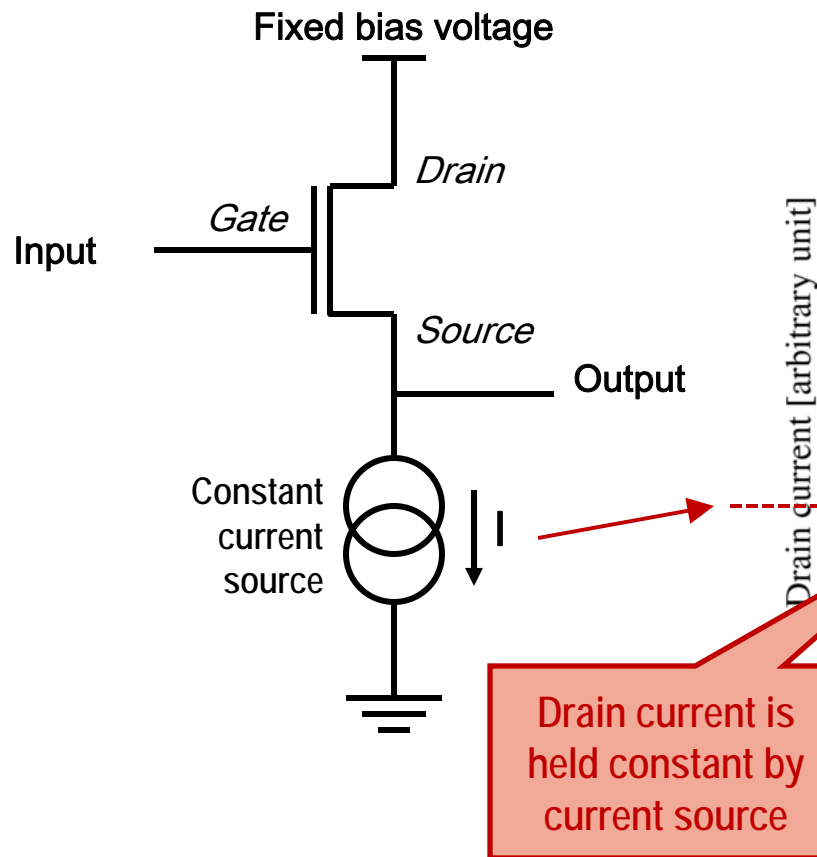 Fixed bias voltage
Drain
Gate
Input
Source
Output
Constant
current
source
I
Drain current [arbitrary unit]
Drain current is
held constant by
current source